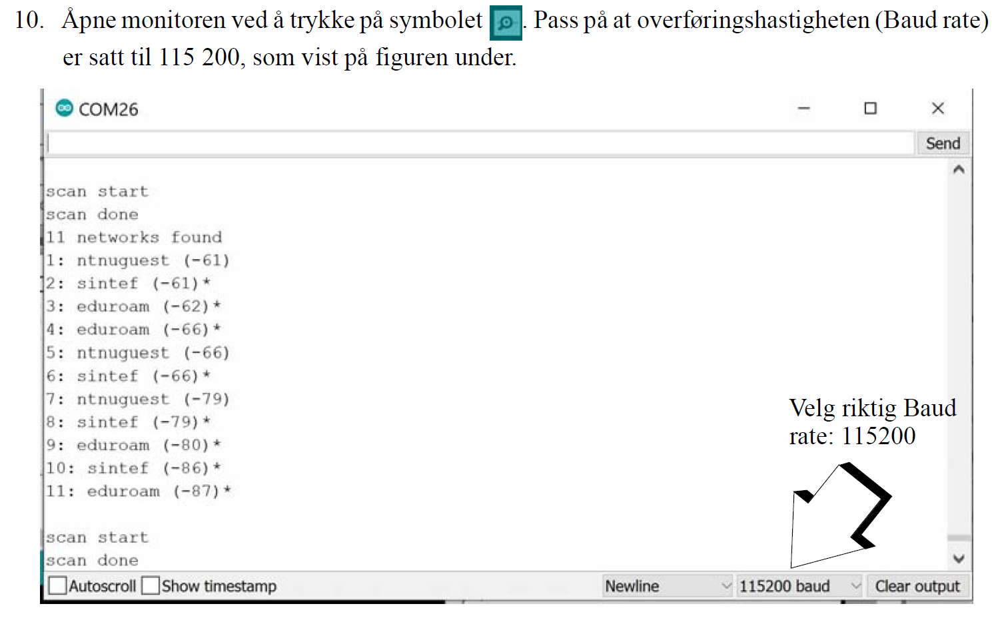 10. Åpne monitoren ved å trykke på symbolet . Pass på at overføringshastigheten (Baud rate)
er satt til 115 200, som vist på figuren under.
COM26
Send
scan start
scan done
11 networks found
1: ntnuguest (-61)
2: sintef (-61)*
3: eduroam (-62)*
4: eduroam (-66)*
5: ntnuguest (-66)
6: sintef (-66)*
7: ntnuguest (-79)
8: sintef (-79)*
9: eduroam (-80)*
10: sintef (-86)*
11: eduroam (-87)*
Velg riktig Baud
rate: 115200
scan start
scan done
Autoscroll Show timestamp Newline 115200 baud Clear output